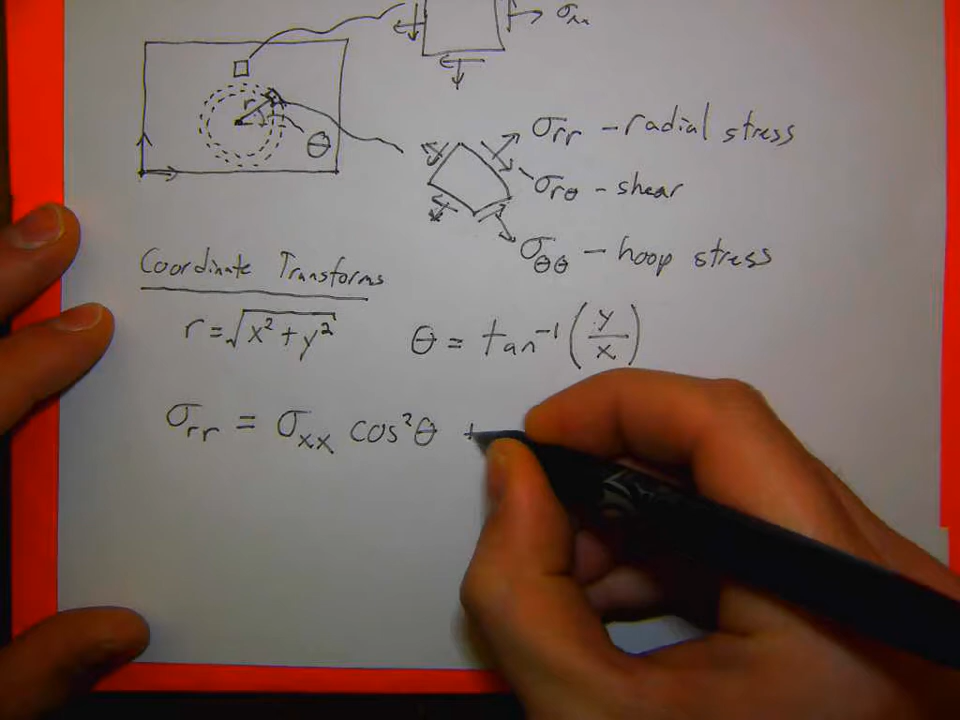 σxx
r
θ
σrr – radial stress
σrθ – shear
σθθ – hoop stress
Coordinate Transforms
r = √x² + y² θ = tan⁻¹ (y/x)
σrr = σxx cos²θ +